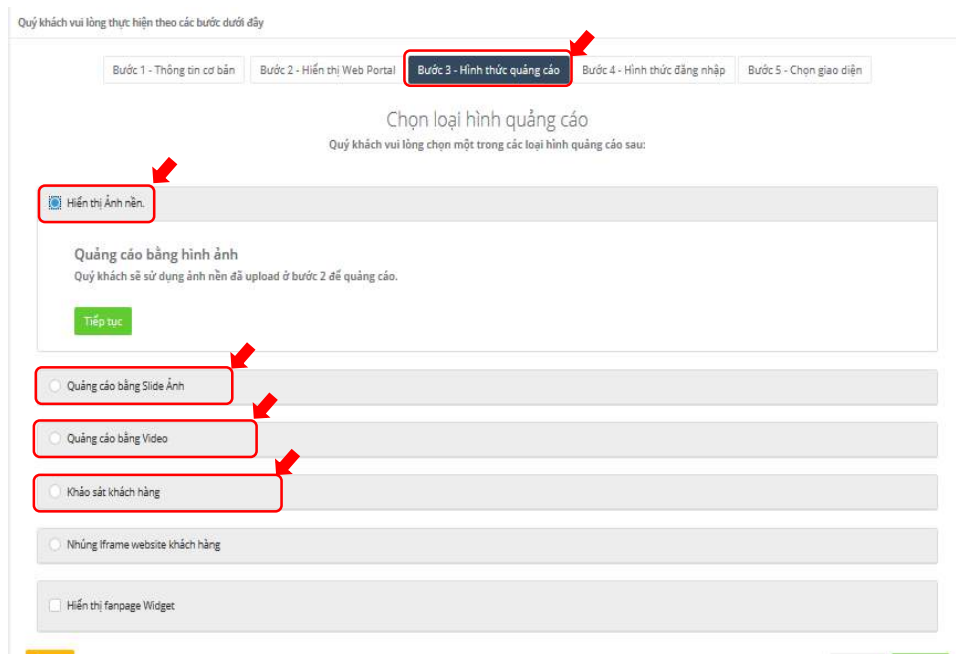 Quý khách vui lòng thực hiện theo các bước dưới đây
Bước 1 - Thông tin cơ bản Bước 2 - Hiển thị Web Portal Bước 3 - Hình thức quảng cáo Bước 4 - Hình thức đăng nhập Bước 5 - Chọn giao diện
Chọn loại hình quảng cáo
Quý khách vui lòng chọn một trong các loại hình quảng cáo sau:
Hiển thị Ảnh nền.
Quảng cáo bằng hình ảnh
Quý khách sẽ sử dụng ảnh nền đã upload ở bước 2 để quảng cáo.
Tiếp tục
Quảng cáo bằng Slide Ảnh
Quảng cáo bằng Video
Khảo sát khách hàng
Nhúng Iframe website khách hàng
Hiển thị fanpage Widget